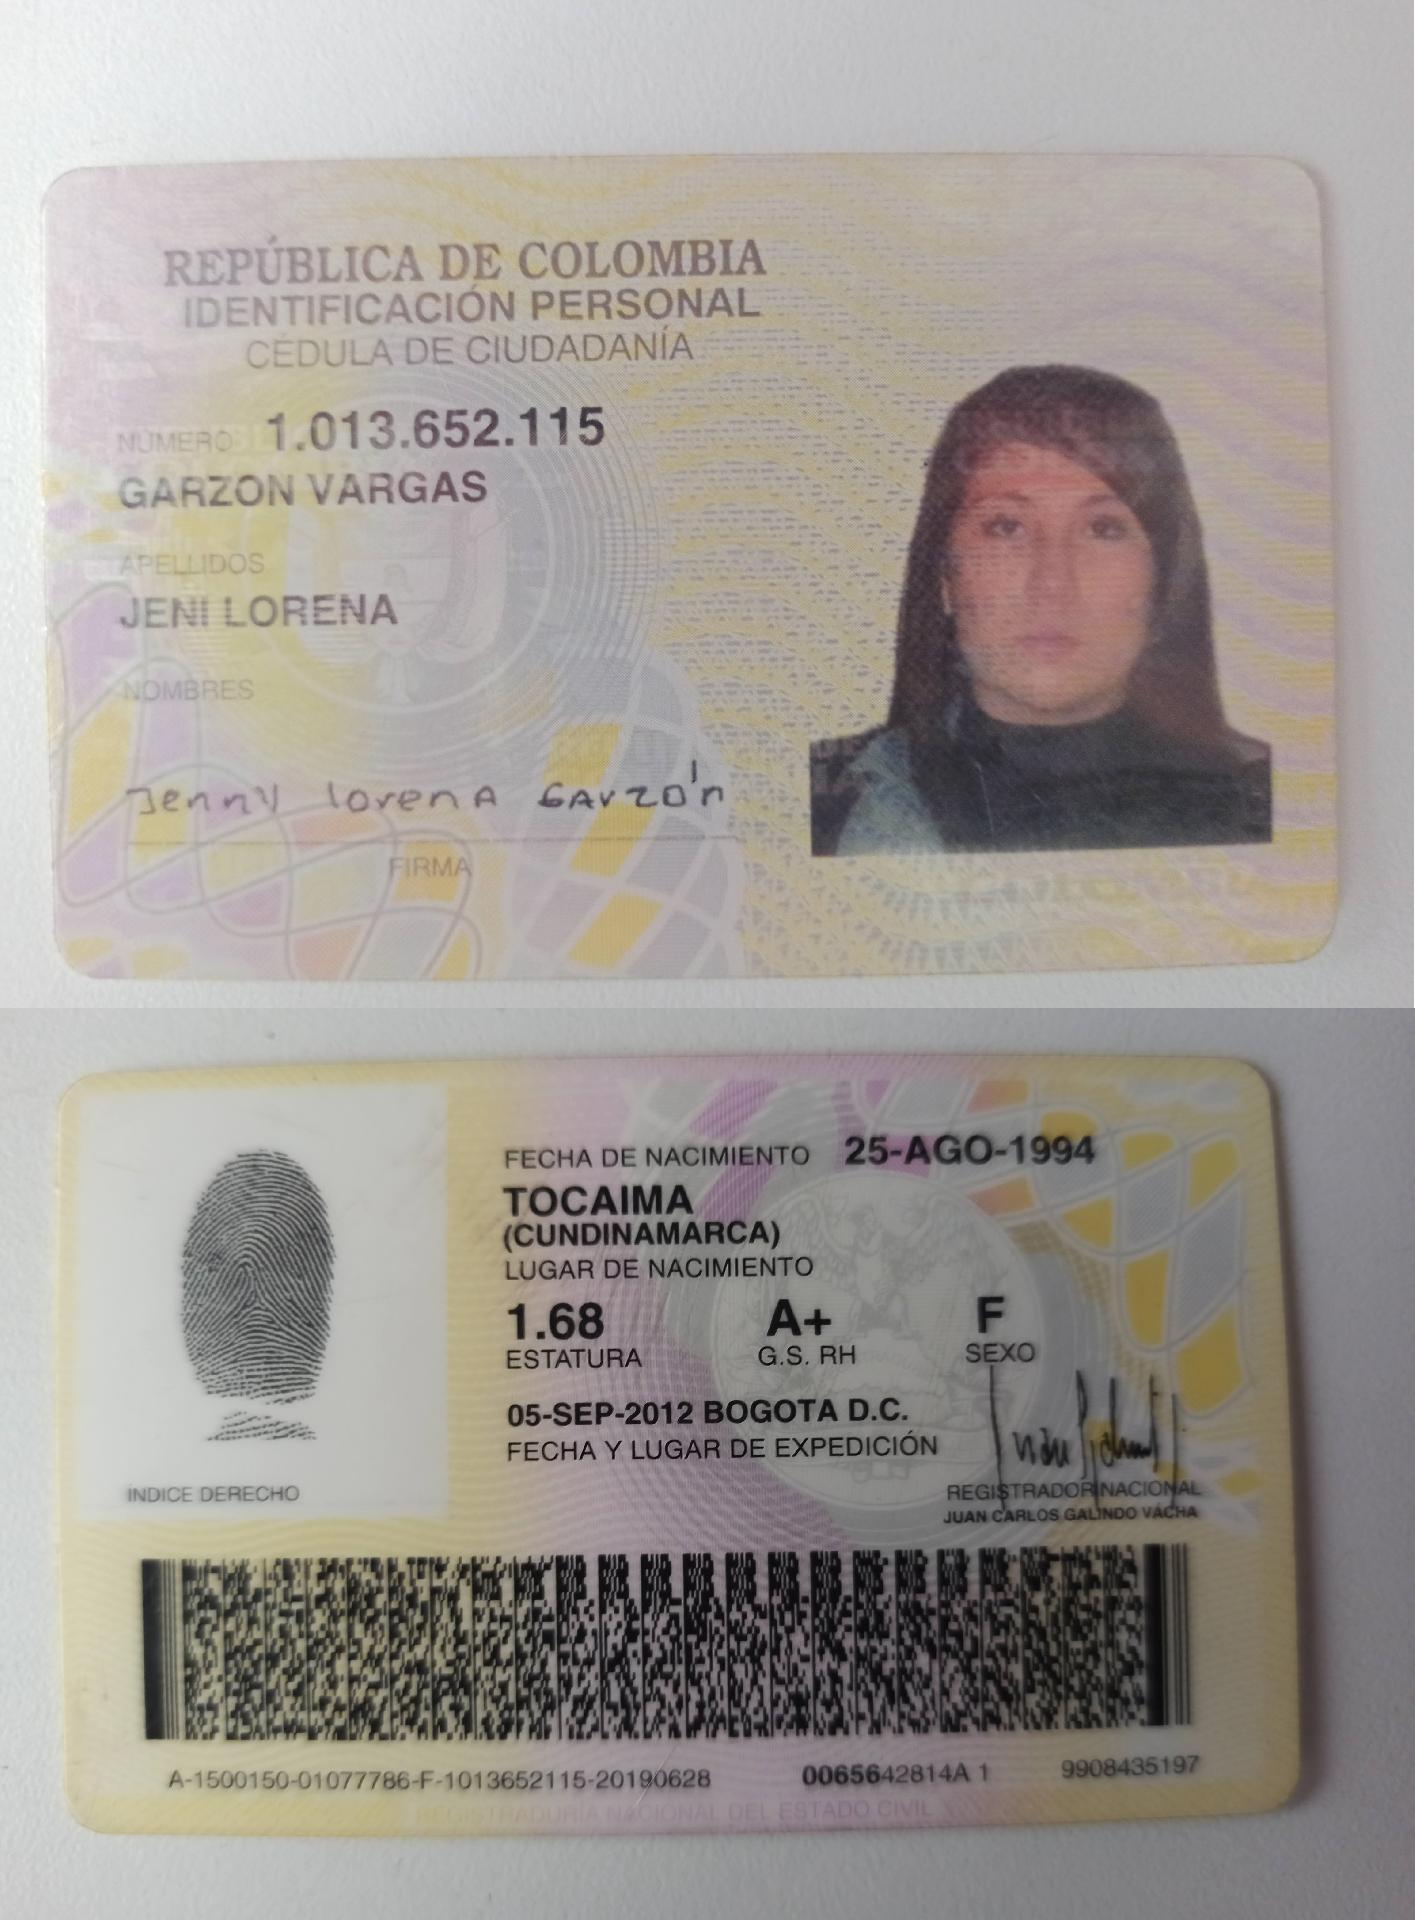 REPÚBLICA DE COLOMBIA
IDENTIFICACIÓN PERSONAL
CÉDULA DE CIUDADANÍA
NÚMERO 1.013.652.115
GARZON VARGAS
APELLIDOS
JENI LORENA
NOMBRES
Jenny lorena Garzón
FIRMA
FECHA DE NACIMIENTO 25-AGO-1994
TOCAIMA
(CUNDINAMARCA)
LUGAR DE NACIMIENTO
1.68 A+ F
ESTATURA G.S. RH SEXO
05-SEP-2012 BOGOTA D.C.
FECHA Y LUGAR DE EXPEDICIÓN
ÍNDICE DERECHO
REGISTRADOR NACIONAL
JUAN CARLOS GALINDO VÁCHA
A-1500150-01077786-F-1013652115-20190628 0065642814A 1 9908435197
REGISTRADURÍA NACIONAL DEL ESTADO CIVIL